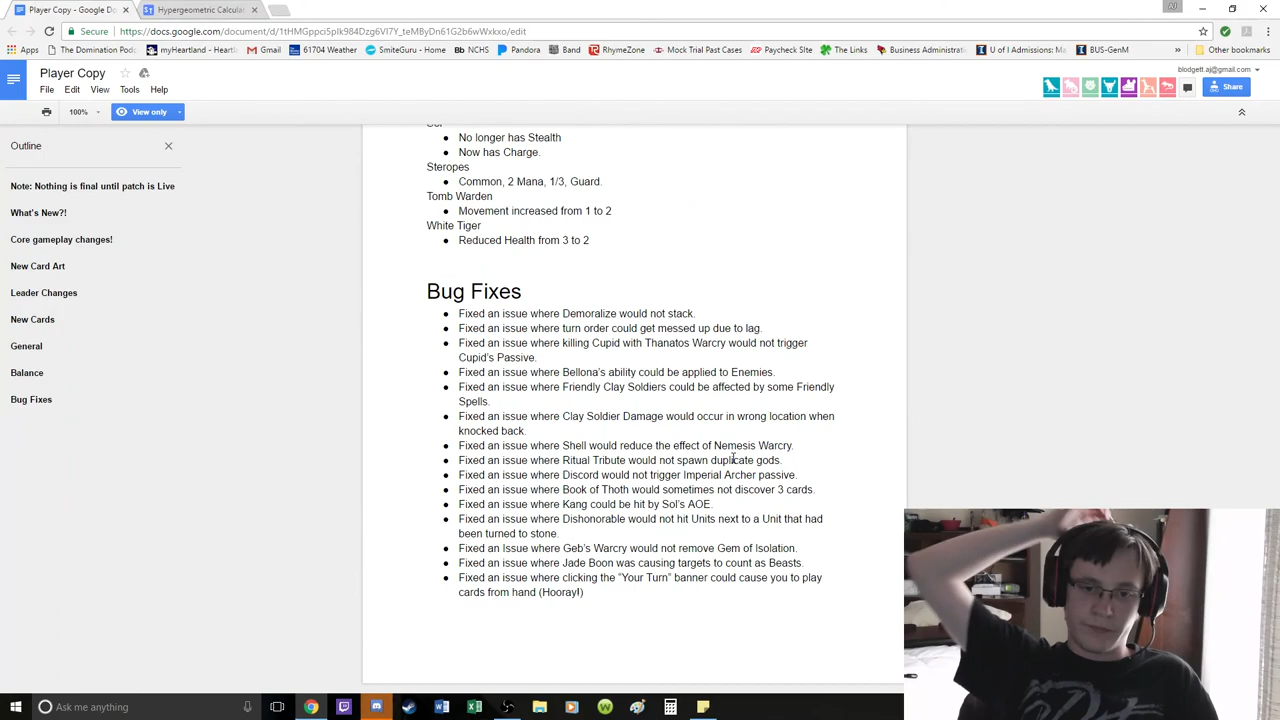 Player Copy - Google Do
Hypergeometric Calcula
AJ
Secure
https://docs.google.com/document/d/
/edit
Apps
The Domination Podc
myHeartland - Heartl
Gmail
61704 Weather
SmiteGuru - Home
NCHS
Pandora
Band
RhymeZone
Mock Trial Past Cases
Paycheck Site
The Links
Business Administrati
U of I Admissions: Mo
BUS-GenM
Other bookmarks
Player Copy
blodgett.aj@gmail.com
File Edit View Tools Help
Share
100%
View only
Outline
Note: Nothing is final until patch is Live
What's New?!
Core gameplay changes!
New Card Art
Leader Changes
New Cards
General
Balance
Bug Fixes
● No longer has Stealth
● Now has Charge.
Steropes
● Common, 2 Mana, 1/3, Guard.
Tomb Warden
● Movement increased from 1 to 2
White Tiger
● Reduced Health from 3 to 2
Bug Fixes
● Fixed an issue where Demoralize would not stack.
● Fixed an issue where turn order could get messed up due to lag.
● Fixed an issue where killing Cupid with Thanatos Warcry would not trigger
Cupid's Passive.
● Fixed an issue where Bellona's ability could be applied to Enemies.
● Fixed an issue where Friendly Clay Soldiers could be affected by some Friendly
Spells.
● Fixed an issue where Clay Soldier Damage would occur in wrong location when
knocked back.
● Fixed an issue where Shell would reduce the effect of Nemesis Warcry.
● Fixed an issue where Ritual Tribute would not spawn duplicate gods.
● Fixed an issue where Discord would not trigger Imperial Archer passive.
● Fixed an issue where Book of Thoth would sometimes not discover 3 cards.
● Fixed an issue where Kang could be hit by Sol's AOE.
● Fixed an issue where Dishonorable would not hit Units next to a Unit that had
been turned to stone.
● Fixed an Issue where Geb's Warcry would not remove Gem of Isolation.
● Fixed an issue where Jade Boon was causing targets to count as Beasts.
● Fixed an issue where clicking the "Your Turn" banner could cause you to play
cards from hand (Hooray!)
Ask me anything